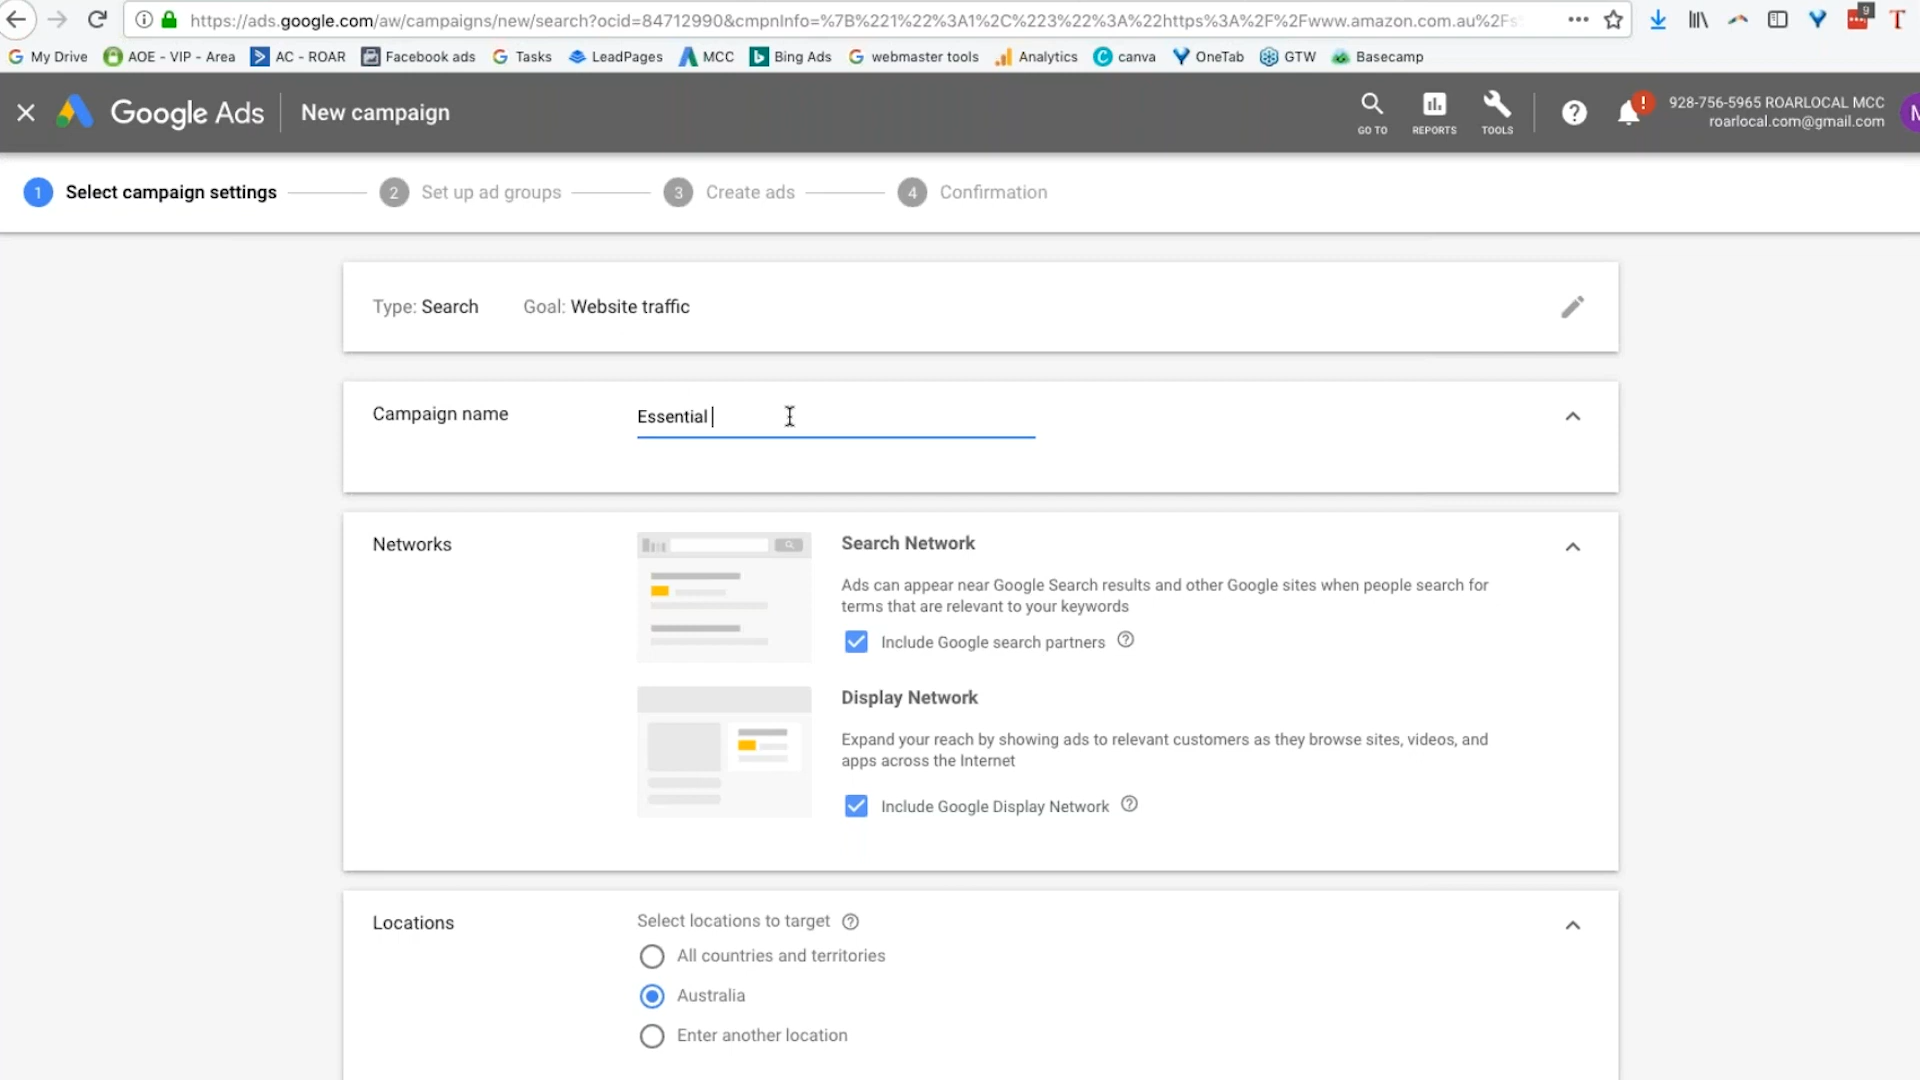 https://ads.google.com/aw/campaigns/new/search?ocid=84712990&cmpnInfo=%7B%221%22%3A1%2C%223%22%3A%22https%3A%2F%2Fwww.amazon.com.au%2Fs
My Drive AOE - VIP - Area AC - ROAR Facebook ads Tasks LeadPages MCC Bing Ads webmaster tools Analytics canva OneTab GTW Basecamp
9
Google Ads New campaign
GO TO REPORTS TOOLS
928-756-5965 ROARLOCAL MCC
roarlocal.com@gmail.com
1 Select campaign settings 2 Set up ad groups 3 Create ads 4 Confirmation
Type: Search Goal: Website traffic
Campaign name Essential
Networks Search Network
Ads can appear near Google Search results and other Google sites when people search for
terms that are relevant to your keywords
Include Google search partners
Display Network
Expand your reach by showing ads to relevant customers as they browse sites, videos, and
apps across the Internet
Include Google Display Network
Locations Select locations to target
All countries and territories
Australia
Enter another location